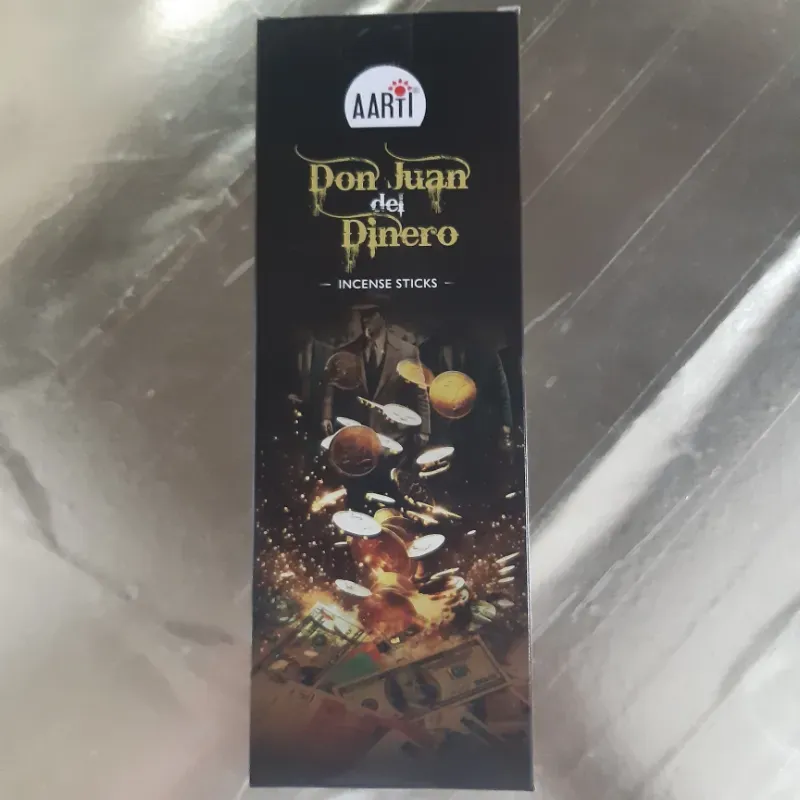 AARTI
Don Juan
del
Dinero
INCENSE STICKS